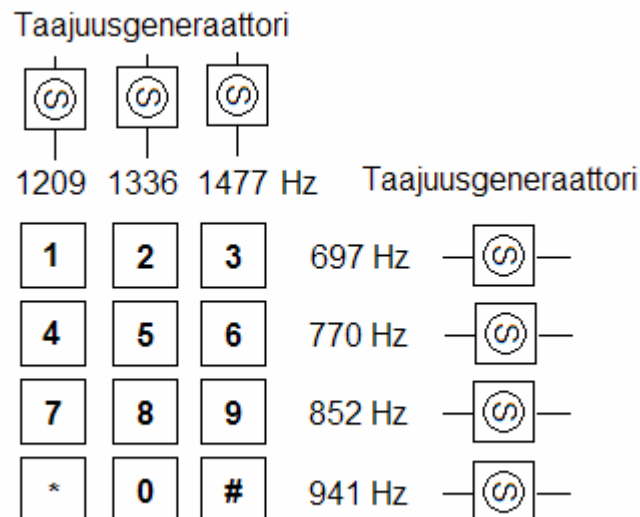 Taajuusgeneraattori
S S S
1209 1336 1477 Hz Taajuusgeneraattori
1 2 3 697 Hz S
4 5 6 770 Hz S
7 8 9 852 Hz S
* 0 # 941 Hz S